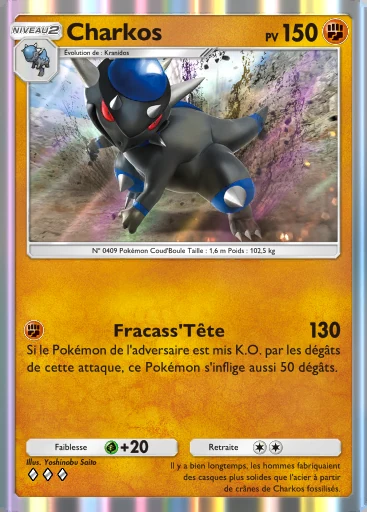 NIVEAU2
Charkos
PV 150
Évolution de : Kranidos
N° 0409 Pokémon Coud'Boule Taille : 1,6 m Poids : 102,5 kg
Fracass'Tête 130
Si le Pokémon de l'adversaire est mis K.O. par les dégâts
de cette attaque, ce Pokémon s'inflige aussi 50 dégâts.
Faiblesse +20 Retraite
Illus. Yoshinobu Saito
Il y a bien longtemps, les hommes fabriquaient
des casques plus solides que l'acier à partir
de crânes de Charkos fossilisés.